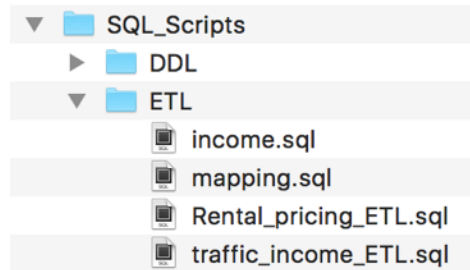 SQL_Scripts
DDL
ETL
income.sql
mapping.sql
Rental_pricing_ETL.sql
traffic_income_ETL.sql